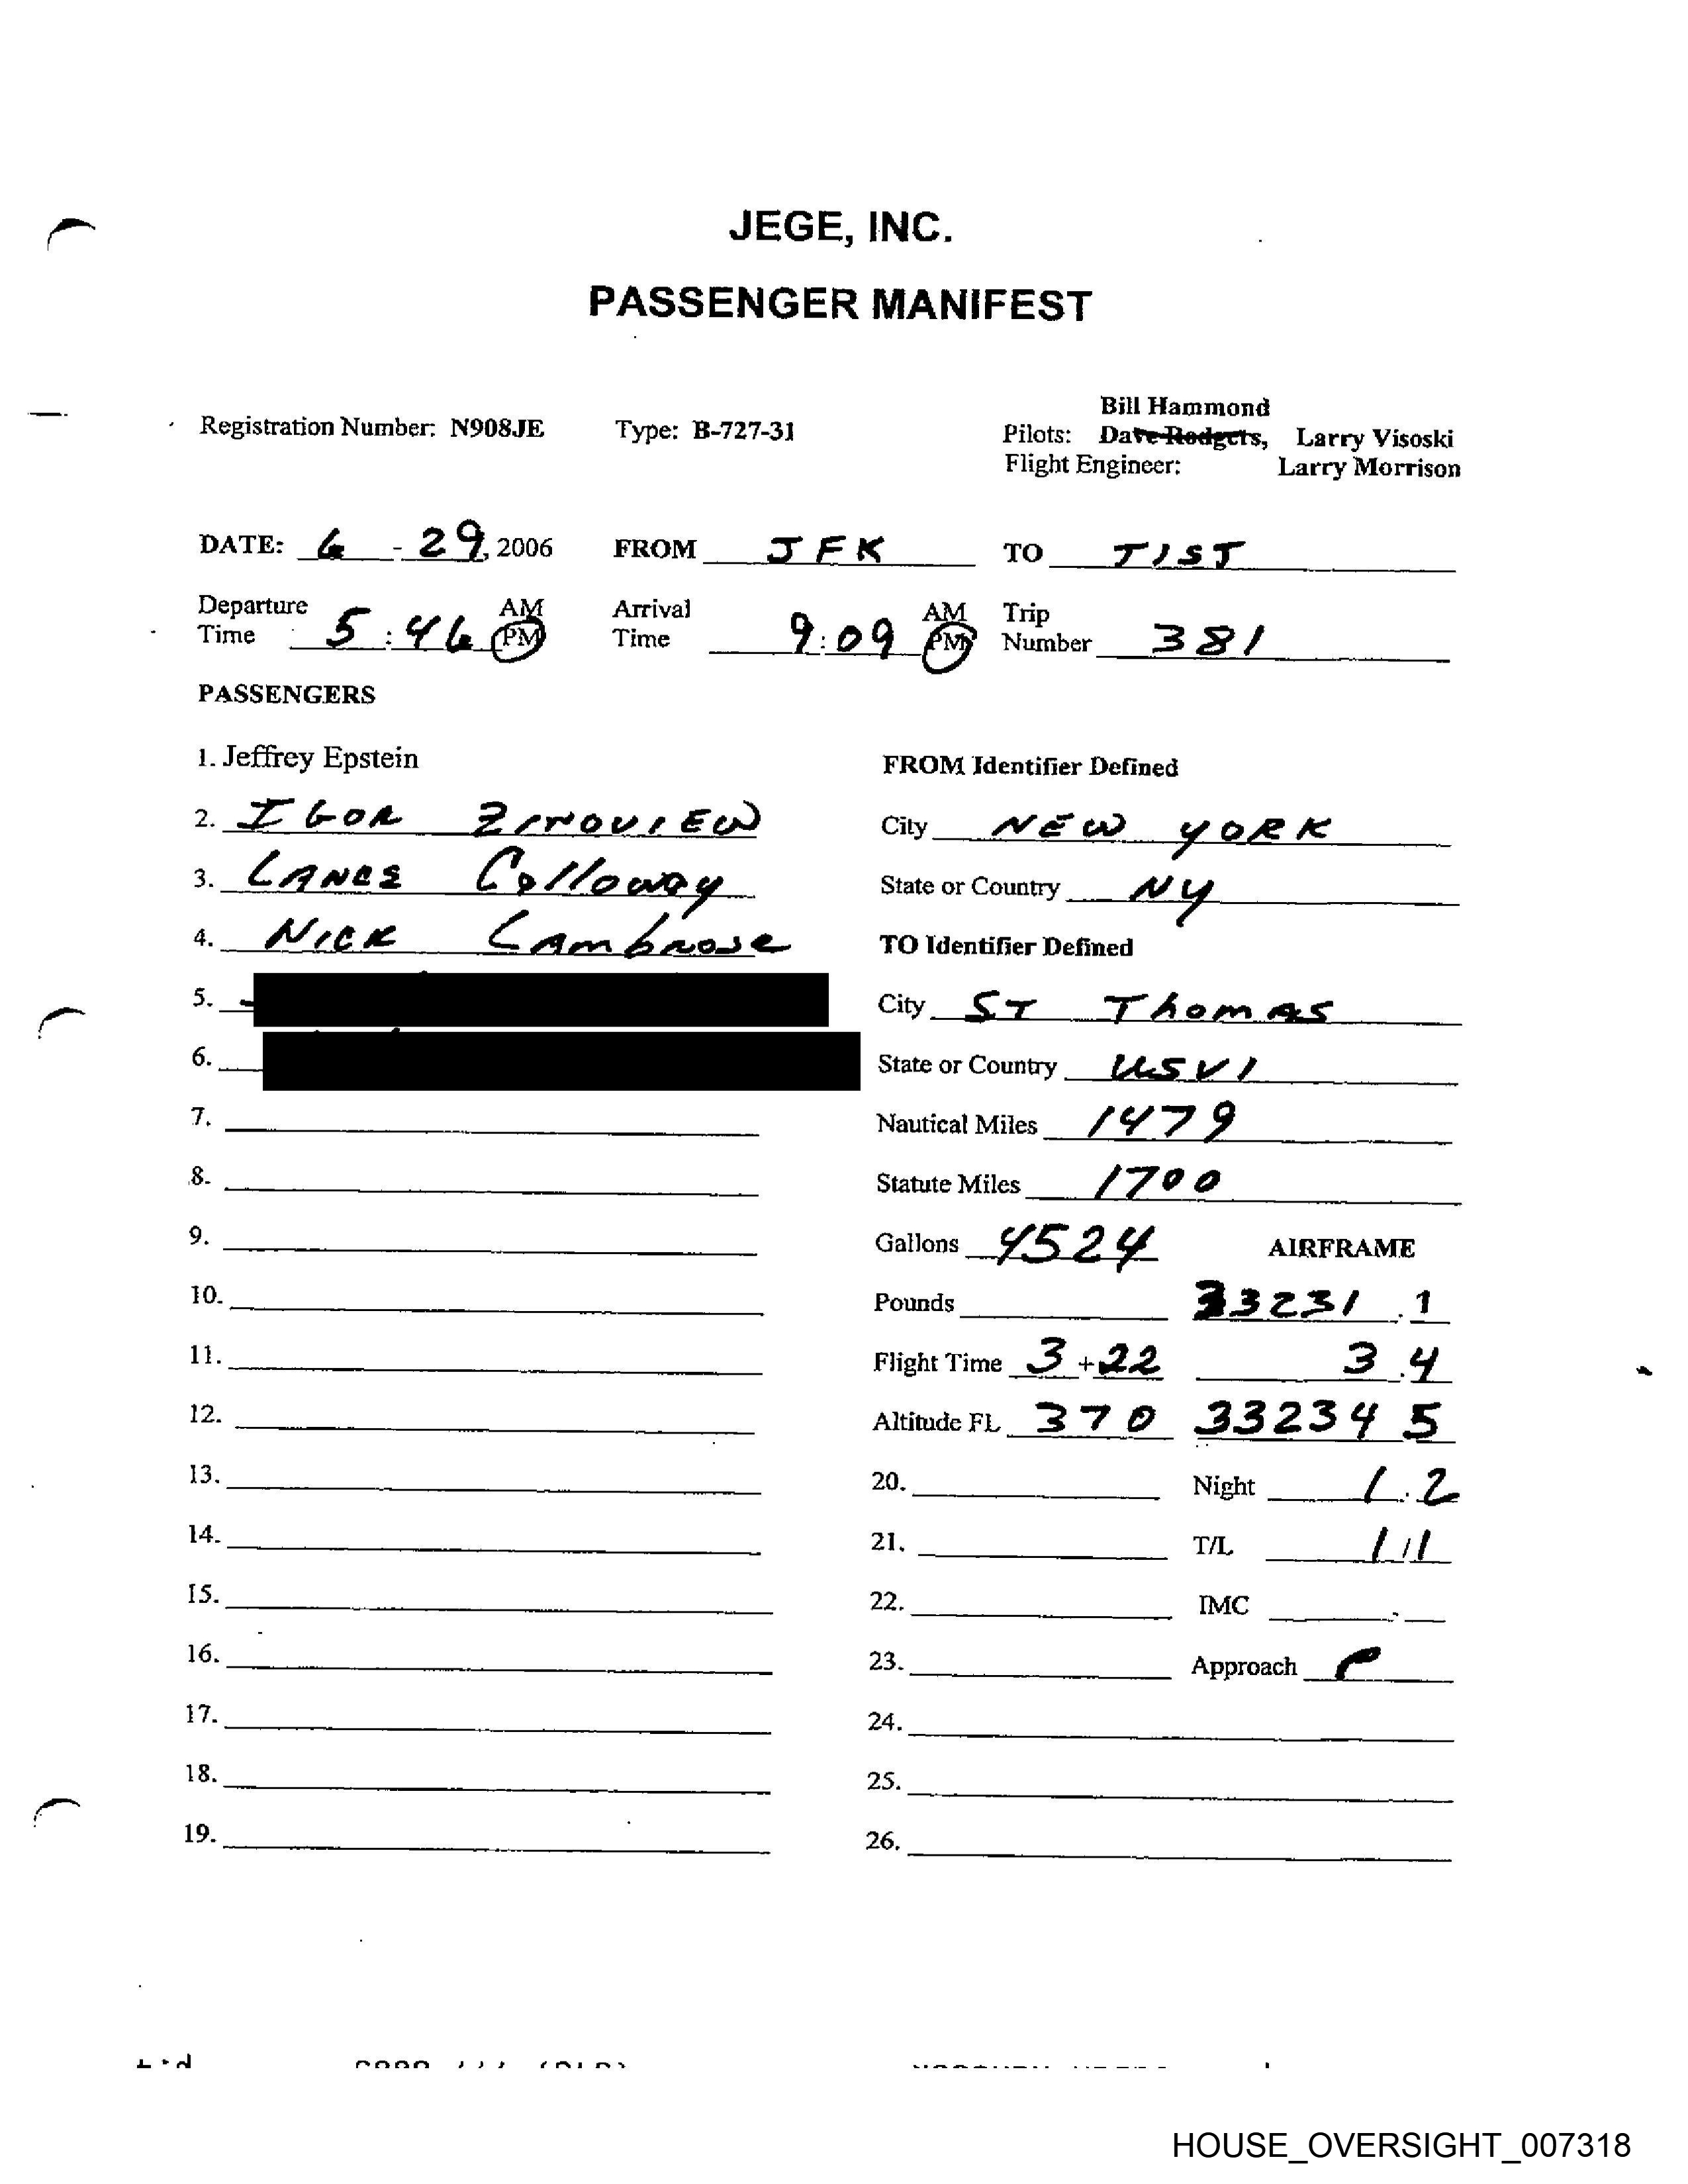 JEGE, INC.
PASSENGER MANIFEST
Bill Hammond
Registration Number: N908JE Type: B-727-31 Pilots: Dave Rodgers, Larry Visoski
Flight Engineer: Larry Morrison
DATE: 6 - 29, 2006 FROM JFK TO TIST
Departure Time 5:46 AM PM Arrival Time 9:09 AM PM Trip Number 381
PASSENGERS
1. Jeffrey Epstein
2. IGOR ZINOVIEW
3. LANCE Calloway
4. NICK LAmbrose
5.
6.
7.
8.
9.
10.
11.
12.
13.
14.
15.
16.
17.
18.
19.
FROM Identifier Defined
City NEW YORK
State or Country NY
TO Identifier Defined
City ST ThomAS
State or Country USVI
Nautical Miles 1479
Statute Miles 1700
Gallons 4524 AIRFRAME
Pounds 33231 .1
Flight Time 3 +22 3 .4
Altitude FL 370 33234 5
20. Night 1.2
21. T/L 1/1
22. IMC
23. Approach
24.
25.
26.
HOUSE_OVERSIGHT_007318